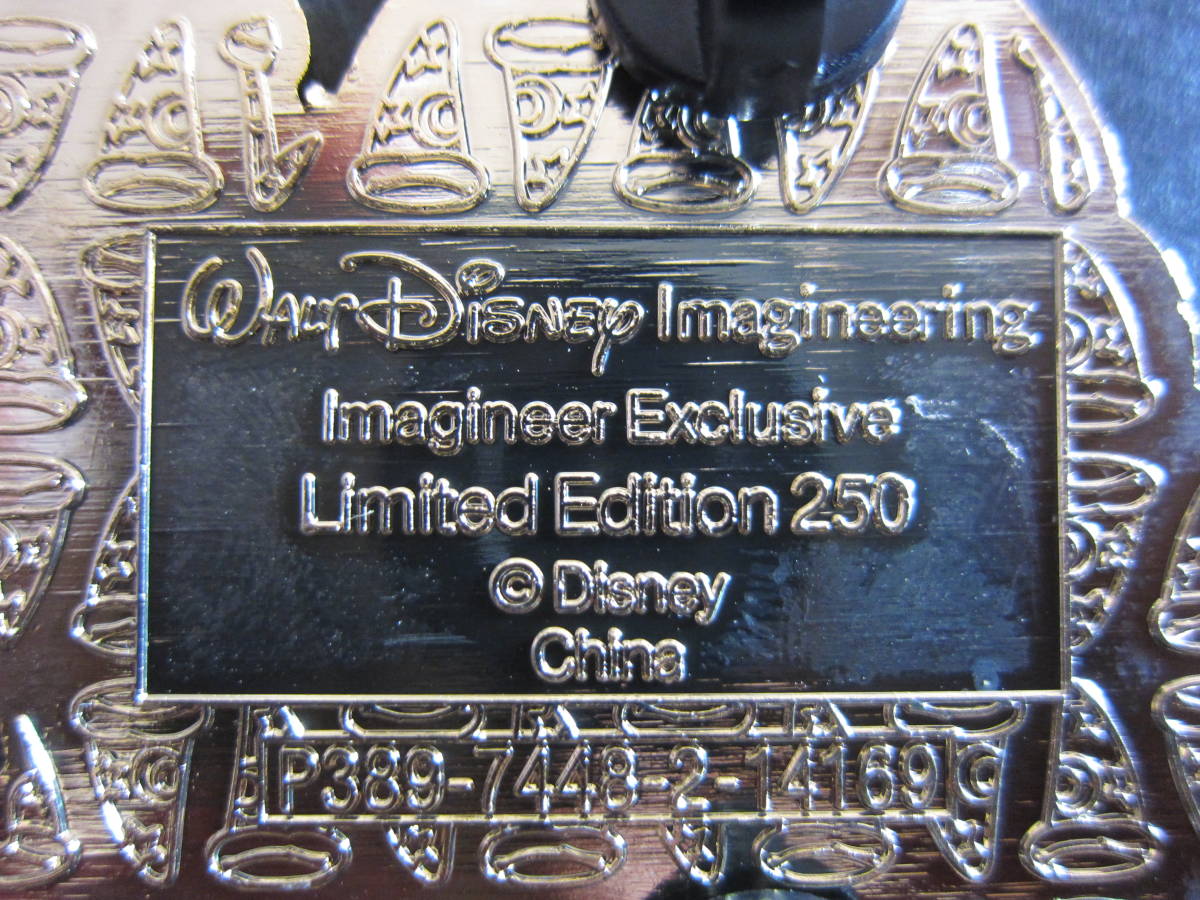 Walt Disney Imagineering
Imagineer Exclusive
Limited Edition 250
© Disney
China
P389-7448-2-14169